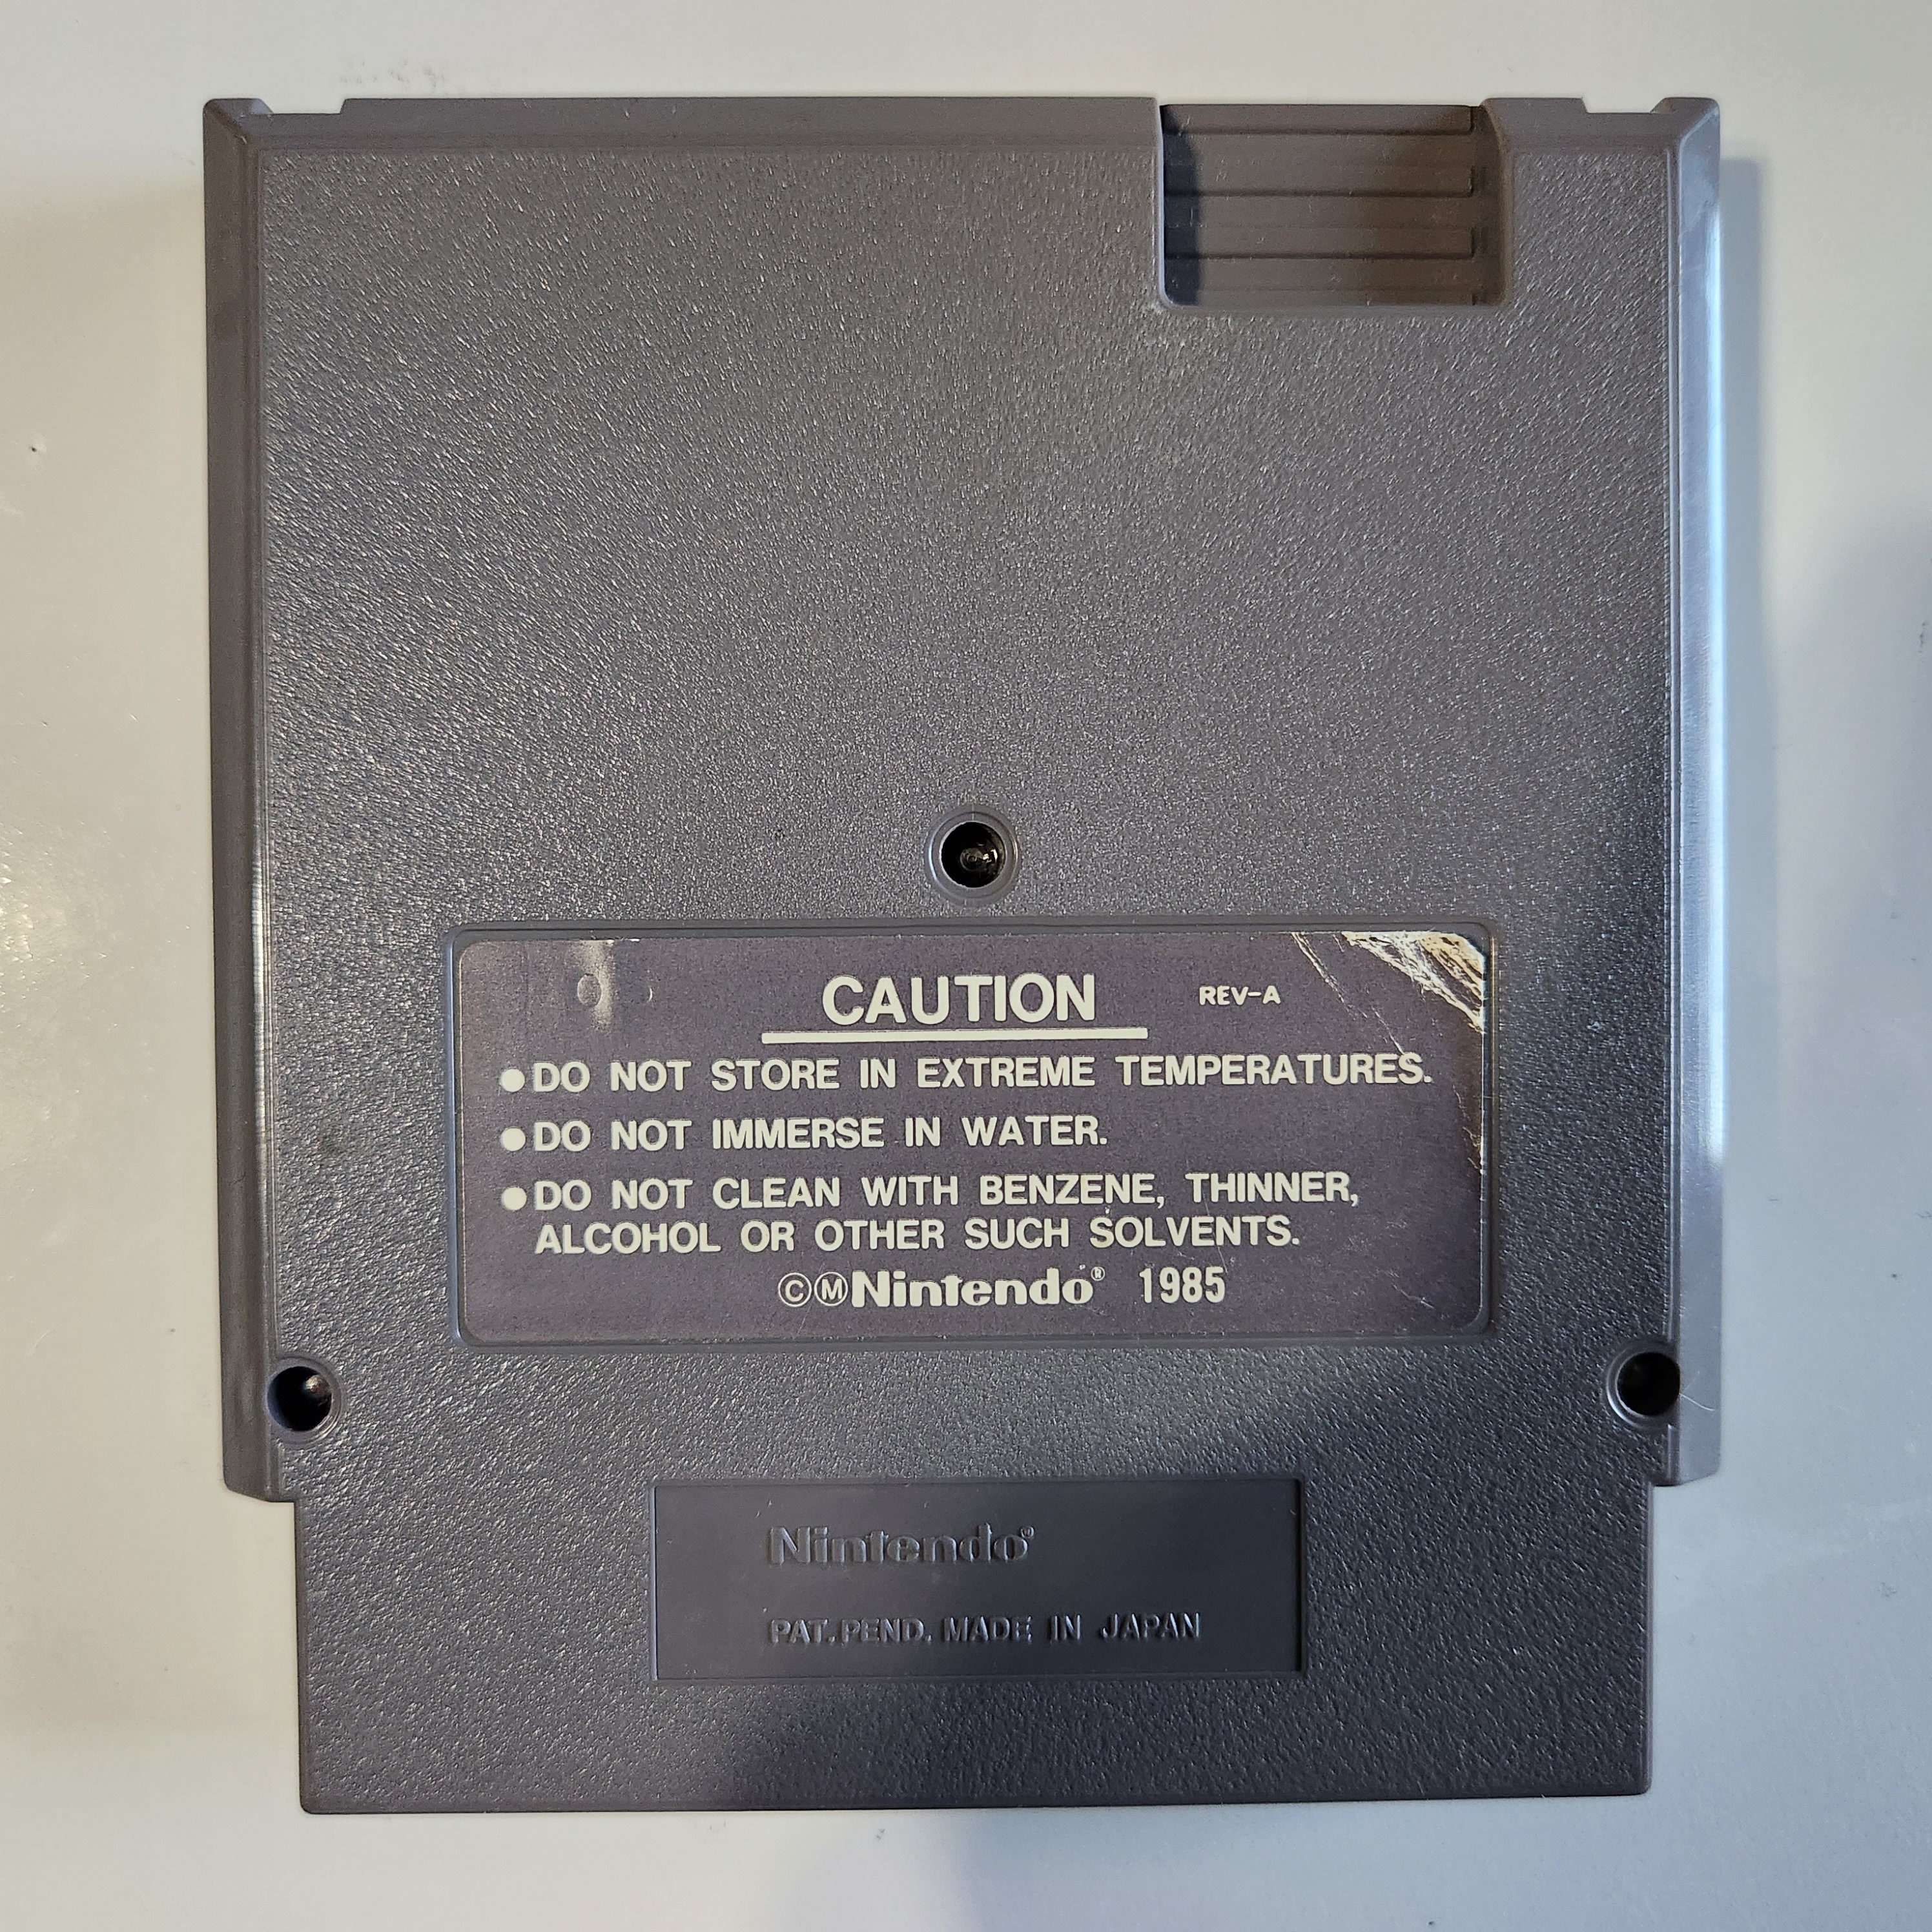 CAUTION REV-A
●DO NOT STORE IN EXTREME TEMPERATURES.
●DO NOT IMMERSE IN WATER.
●DO NOT CLEAN WITH BENZENE, THINNER,
ALCOHOL OR OTHER SUCH SOLVENTS.
©ⓂNintendo® 1985
Nintendo®
PAT. PEND. MADE IN JAPAN